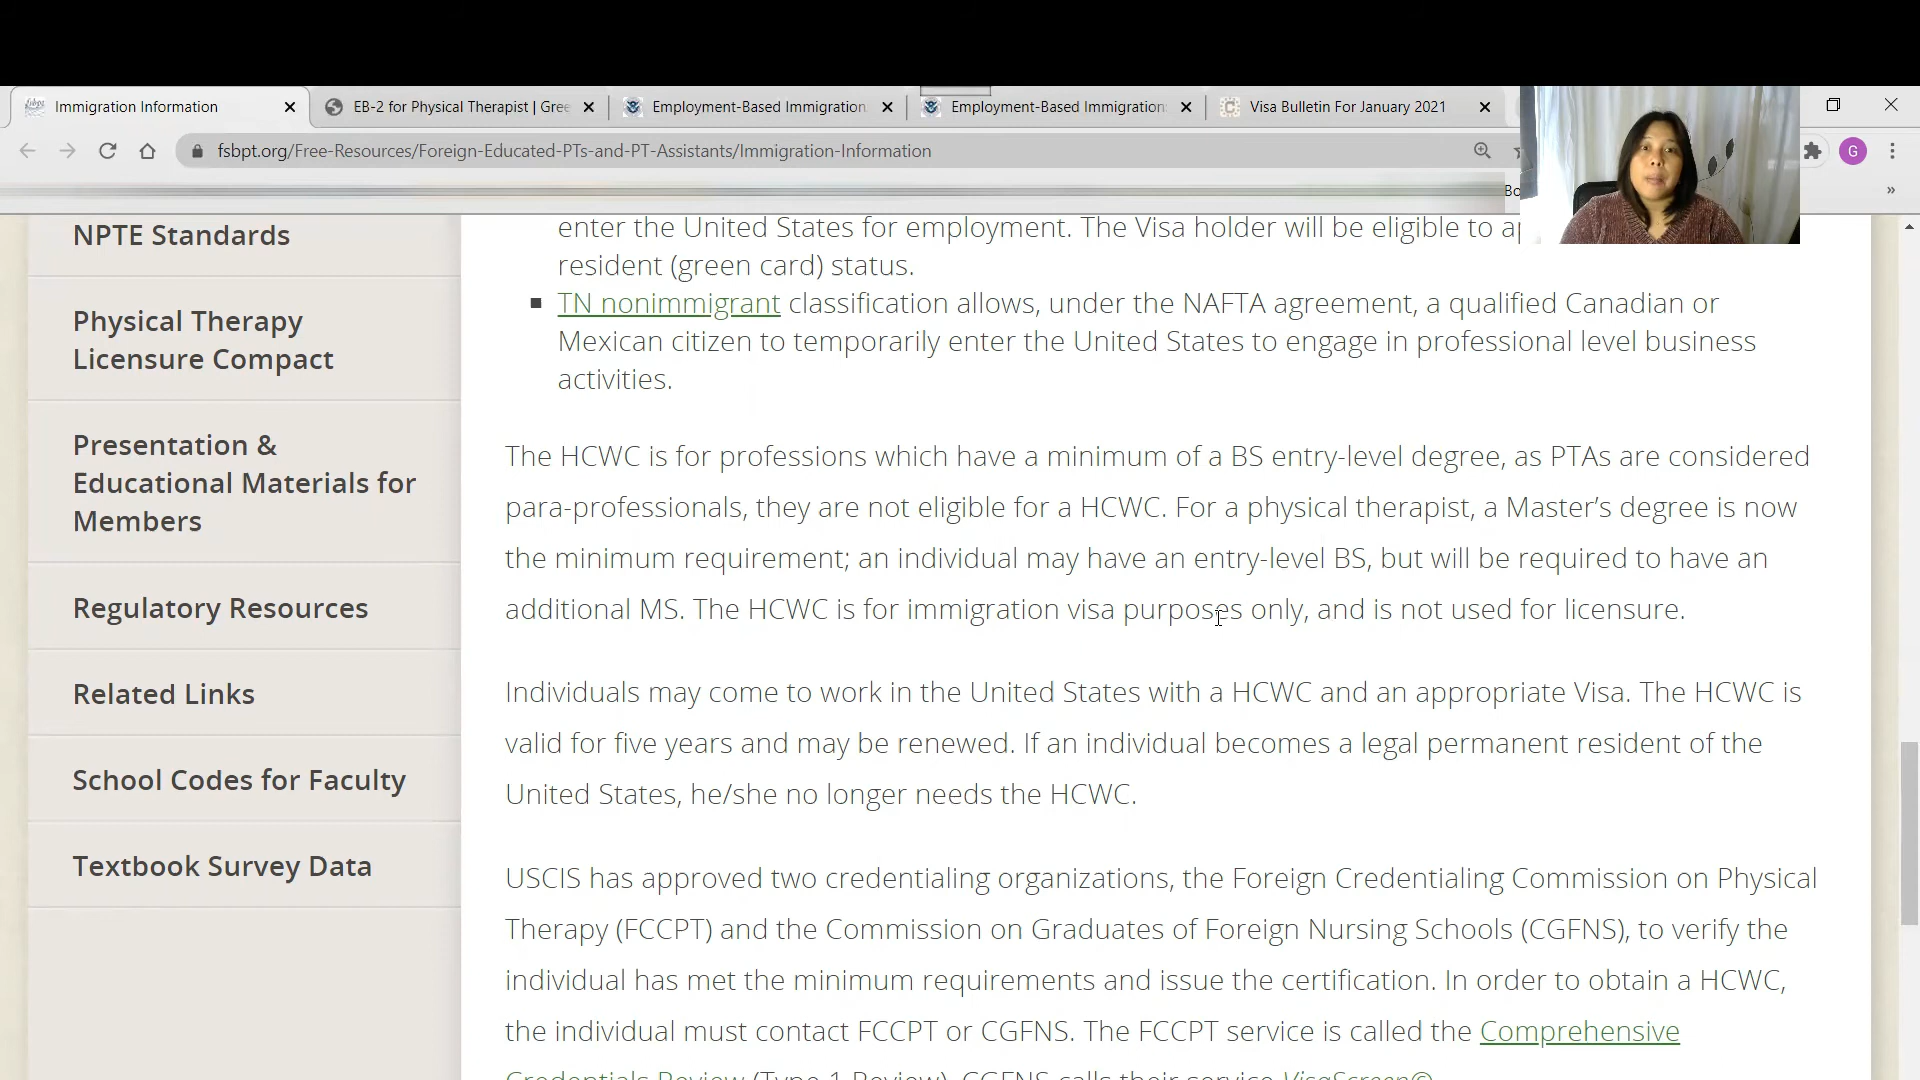 Immigration Information
EB-2 for Physical Therapist | Gree
Employment-Based Immigration
Employment-Based Immigration
Visa Bulletin For January 2021
fsbpt.org/Free-Resources/Foreign-Educated-PTs-and-PT-Assistants/Immigration-Information
G
Bo
»
NPTE Standards
Physical Therapy
Licensure Compact
Presentation &
Educational Materials for
Members
Regulatory Resources
Related Links
School Codes for Faculty
Textbook Survey Data
enter the United States for employment. The Visa holder will be eligible to
resident (green card) status.
TN nonimmigrant classification allows, under the NAFTA agreement, a qualified Canadian or
Mexican citizen to temporarily enter the United States to engage in professional level business
activities.
The HCWC is for professions which have a minimum of a BS entry-level degree, as PTAs are considered
para-professionals, they are not eligible for a HCWC. For a physical therapist, a Master’s degree is now
the minimum requirement; an individual may have an entry-level BS, but will be required to have an
additional MS. The HCWC is for immigration visa purposes only, and is not used for licensure.
Individuals may come to work in the United States with a HCWC and an appropriate Visa. The HCWC is
valid for five years and may be renewed. If an individual becomes a legal permanent resident of the
United States, he/she no longer needs the HCWC.
USCIS has approved two credentialing organizations, the Foreign Credentialing Commission on Physical
Therapy (FCCPT) and the Commission on Graduates of Foreign Nursing Schools (CGFNS), to verify the
individual has met the minimum requirements and issue the certification. In order to obtain a HCWC,
the individual must contact FCCPT or CGFNS. The FCCPT service is called the Comprehensive
Credentials Review (Type 1 Review). CGFNS calls their service VisaScreen©.